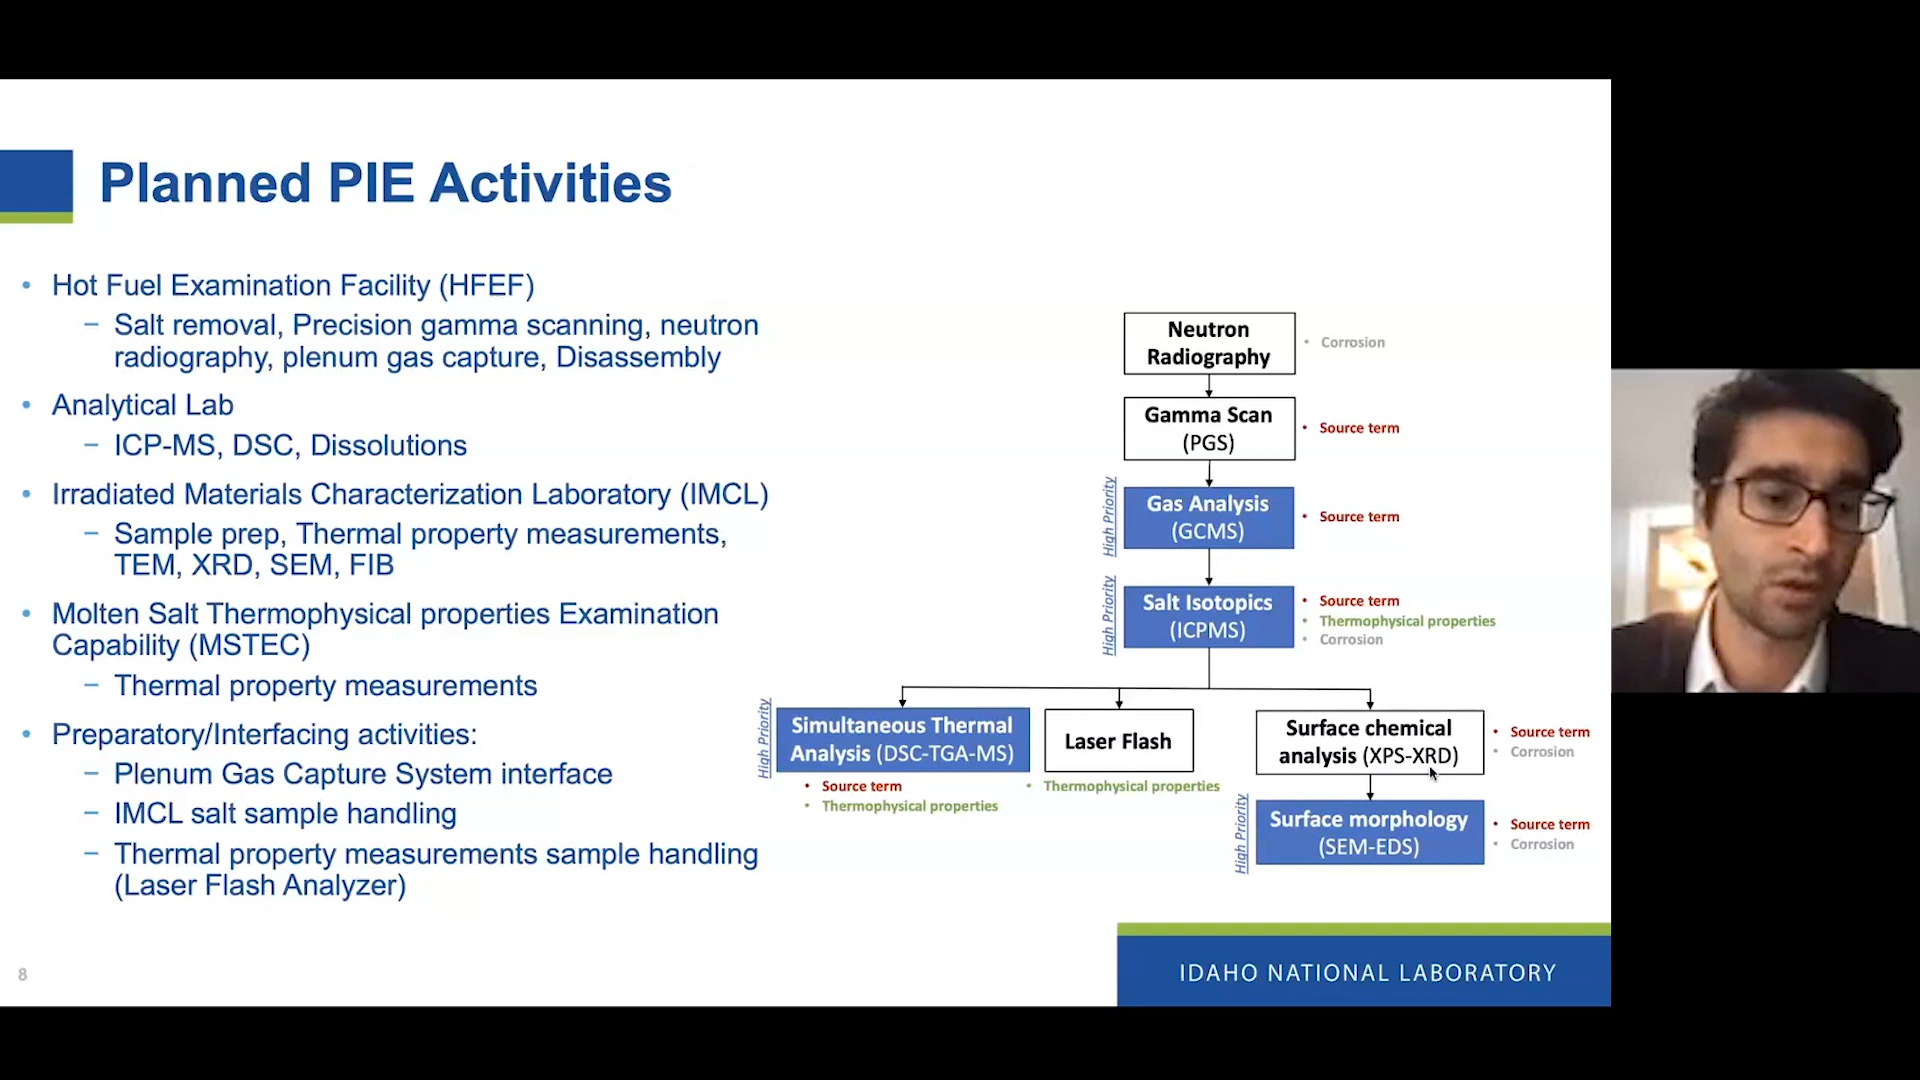 Planned PIE Activities
• Hot Fuel Examination Facility (HFEF)
– Salt removal, Precision gamma scanning, neutron
radiography, plenum gas capture, Disassembly
• Analytical Lab
– ICP-MS, DSC, Dissolutions
• Irradiated Materials Characterization Laboratory (IMCL)
– Sample prep, Thermal property measurements,
TEM, XRD, SEM, FIB
• Molten Salt Thermophysical properties Examination
Capability (MSTEC)
– Thermal property measurements
• Preparatory/Interfacing activities:
– Plenum Gas Capture System interface
– IMCL salt sample handling
– Thermal property measurements sample handling
(Laser Flash Analyzer)
Neutron
Radiography
• Corrosion
Gamma Scan
(PGS)
• Source term
High Priority
Gas Analysis
(GCMS)
• Source term
High Priority
Salt Isotopics
(ICPMS)
• Source term
• Thermophysical properties
• Corrosion
High Priority
Simultaneous Thermal
Analysis (DSC-TGA-MS)
• Source term
• Thermophysical properties
Laser Flash
• Thermophysical properties
Surface chemical
analysis (XPS-XRD)
• Source term
• Corrosion
High Priority
Surface morphology
(SEM-EDS)
• Source term
• Corrosion
8
IDAHO NATIONAL LABORATORY